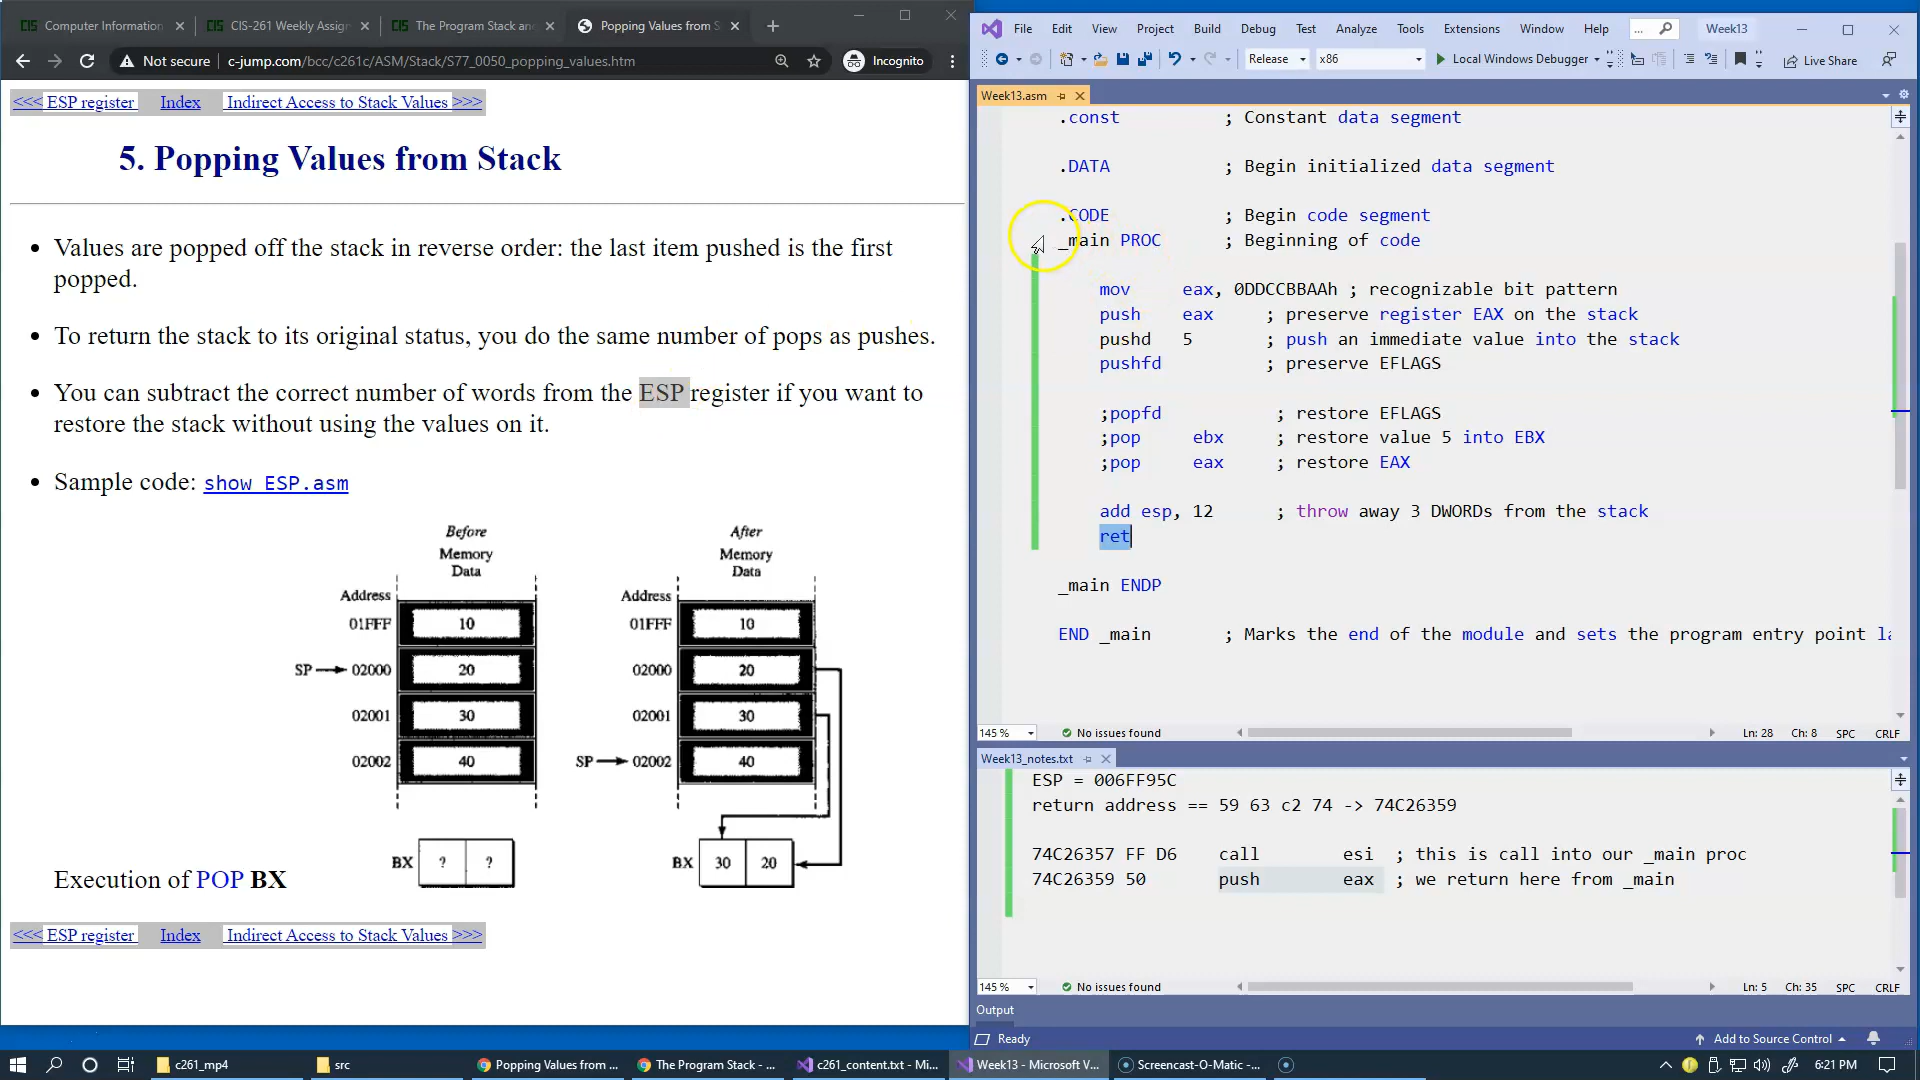 Computer Information
CIS-261 Weekly Assign
The Program Stack an
Popping Values from S
Not secure
c-jump.com/bcc/c261c/ASM/Stack/S77_0050_popping_values.htm
Incognito
<<< ESP register Index Indirect Access to Stack Values >>>
5. Popping Values from Stack
Values are popped off the stack in reverse order: the last item pushed is the first
popped.
To return the stack to its original status, you do the same number of pops as pushes.
You can subtract the correct number of words from the ESP register if you want to
restore the stack without using the values on it.
Sample code: show_ESP.asm
Before
Memory
Data
Address
01FFF 10
SP 02000 20
02001 30
02002 40
BX ? ?
After
Memory
Data
Address
01FFF 10
02000 20
02001 30
SP 02002 40
BX 30 20
Execution of POP BX
<<< ESP register Index Indirect Access to Stack Values >>>
File Edit View Project Build Debug Test Analyze Tools Extensions Window Help ... Week13
Release x86 Local Windows Debugger Live Share
Week13.asm
.const ; Constant data segment
.DATA ; Begin initialized data segment
.CODE ; Begin code segment
_main PROC ; Beginning of code
mov eax, 0DDCCBBAAh ; recognizable bit pattern
push eax ; preserve register EAX on the stack
pushd 5 ; push an immediate value into the stack
pushfd ; preserve EFLAGS
;popfd ; restore EFLAGS
;pop ebx ; restore value 5 into EBX
;pop eax ; restore EAX
add esp, 12 ; throw away 3 DWORDs from the stack
ret
_main ENDP
END _main ; Marks the end of the module and sets the program entry point la
145 % No issues found Ln: 28 Ch: 8 SPC CRLF
Week13_notes.txt
ESP = 006FF95C
return address == 59 63 c2 74 -> 74C26359
74C26357 FF D6 call esi ; this is call into our _main proc
74C26359 50 push eax ; we return here from _main
145 % No issues found Ln: 5 Ch: 35 SPC CRLF
Output
Ready Add to Source Control
c261_mp4
src
Popping Values from ...
The Program Stack - ...
c261_content.txt - Mi...
Week13 - Microsoft V...
Screencast-O-Matic -...
6:21 PM